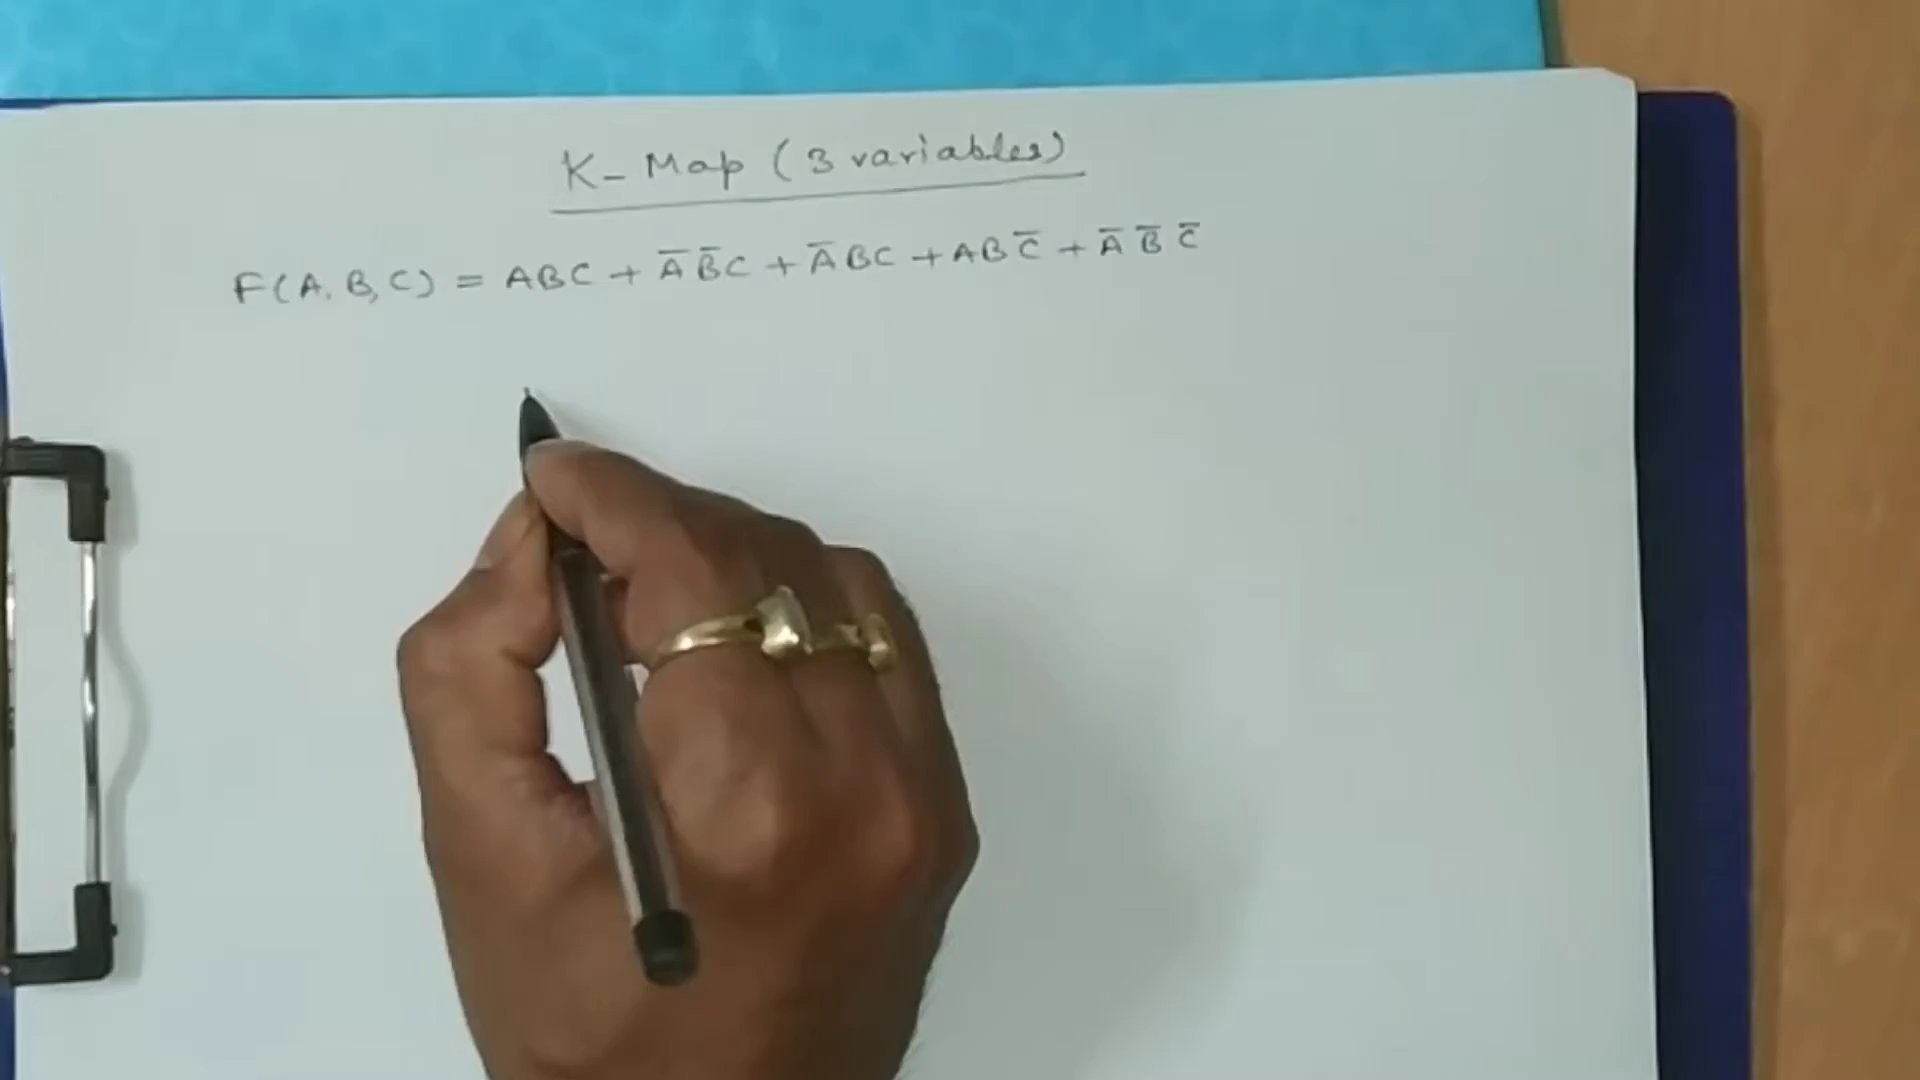 K-Map (3 variables)
F(A,B,C) = ABC + A̅B̅C + A̅BC + ABC̅ + A̅B̅C̅